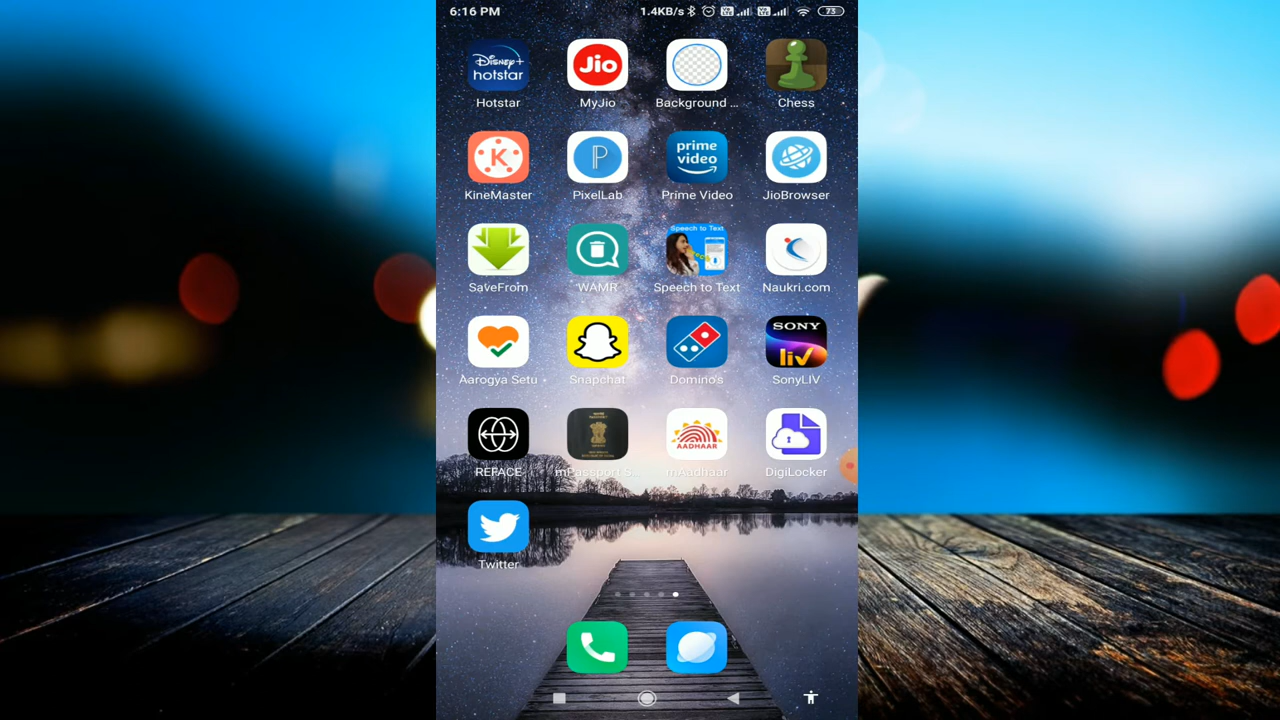 6:16 PM 1.4KB/s 73
Disney+ hotstar
Jio
Hotstar MyJio Background ... Chess
K P prime video
KineMaster PixelLab Prime Video JioBrowser
Speech to Text
SaveFrom WAMR Speech to Text Naukri.com
SONY liv
Aarogya Setu Snapchat Domino's SonyLIV
AADHAAR
REFACE mPassport S... mAadhaar DigiLocker
Twitter